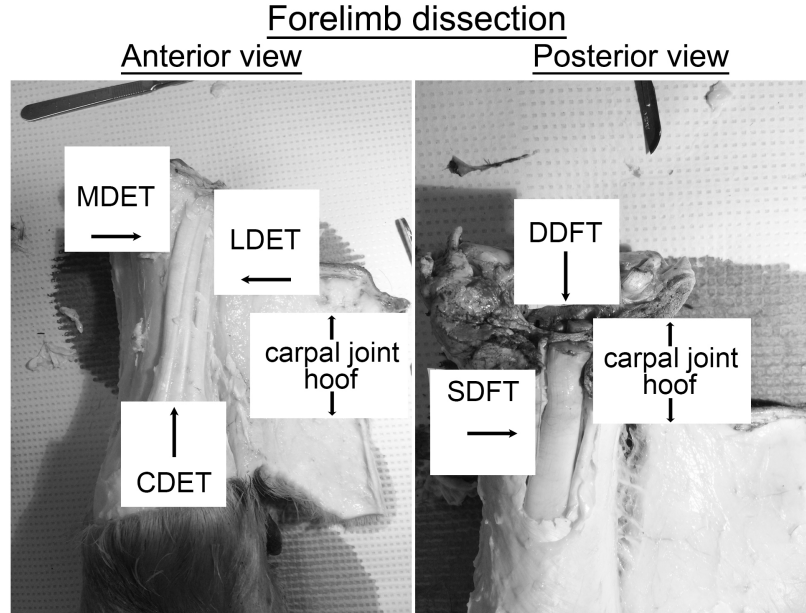 Forelimb dissection
Anterior view
MDET
LDET
carpal joint
hoof
CDET
Posterior view
DDFT
carpal joint
hoof
SDFT